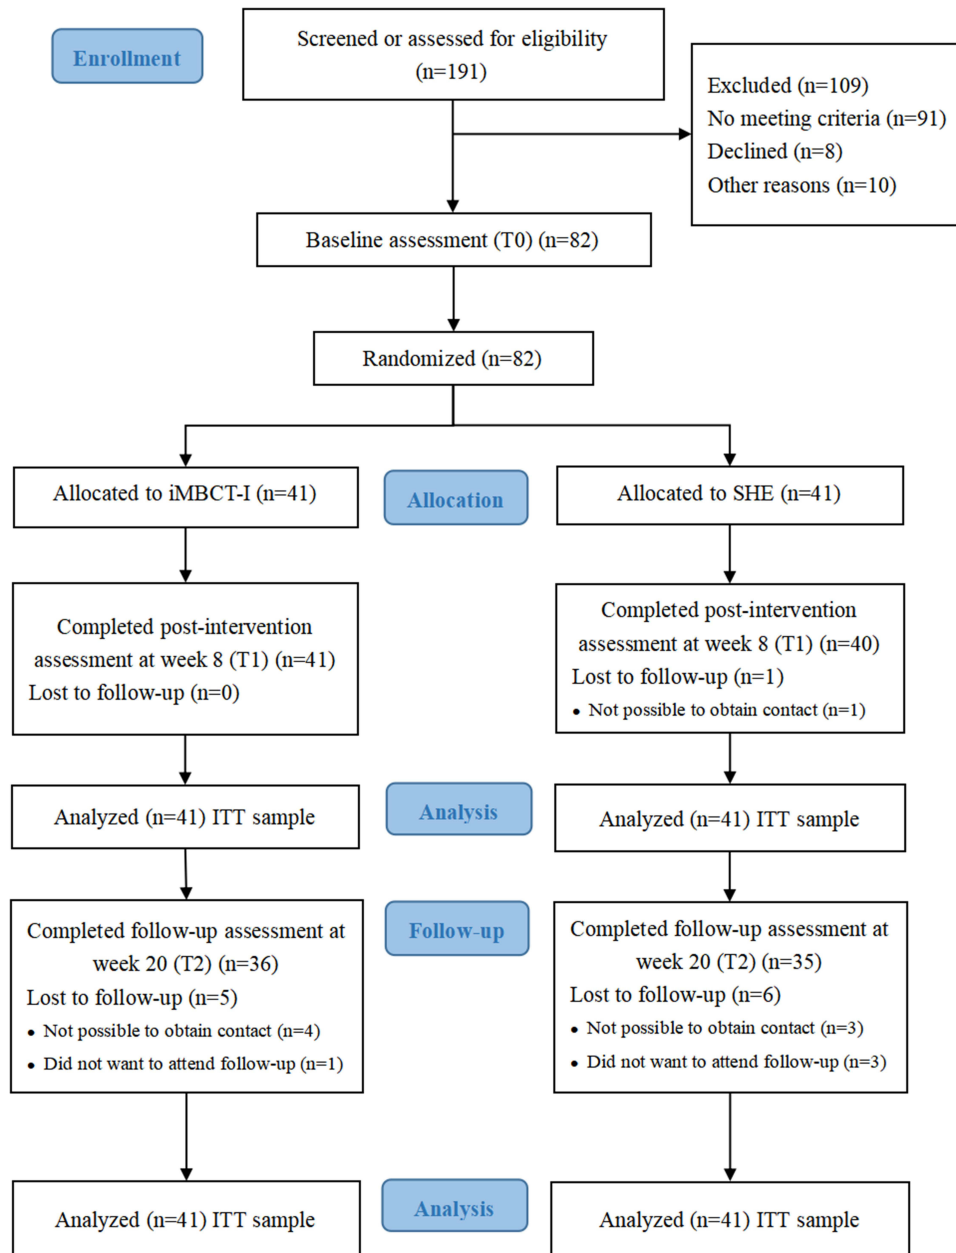 Enrollment
Screened or assessed for eligibility
(n=191)
Excluded (n=109)
No meeting criteria (n=91)
Declined (n=8)
Other reasons (n=10)
Baseline assessment (T0) (n=82)
Randomized (n=82)
Allocated to iMBCT-I (n=41)
Allocation
Allocated to SHE (n=41)
Completed post-intervention
assessment at week 8 (T1) (n=41)
Lost to follow-up (n=0)
Completed post-intervention
assessment at week 8 (T1) (n=40)
Lost to follow-up (n=1)
• Not possible to obtain contact (n=1)
Analyzed (n=41) ITT sample
Analysis
Analyzed (n=41) ITT sample
Completed follow-up assessment at
week 20 (T2) (n=36)
Lost to follow-up (n=5)
• Not possible to obtain contact (n=4)
• Did not want to attend follow-up (n=1)
Follow-up
Completed follow-up assessment at
week 20 (T2) (n=35)
Lost to follow-up (n=6)
• Not possible to obtain contact (n=3)
• Did not want to attend follow-up (n=3)
Analyzed (n=41) ITT sample
Analysis
Analyzed (n=41) ITT sample